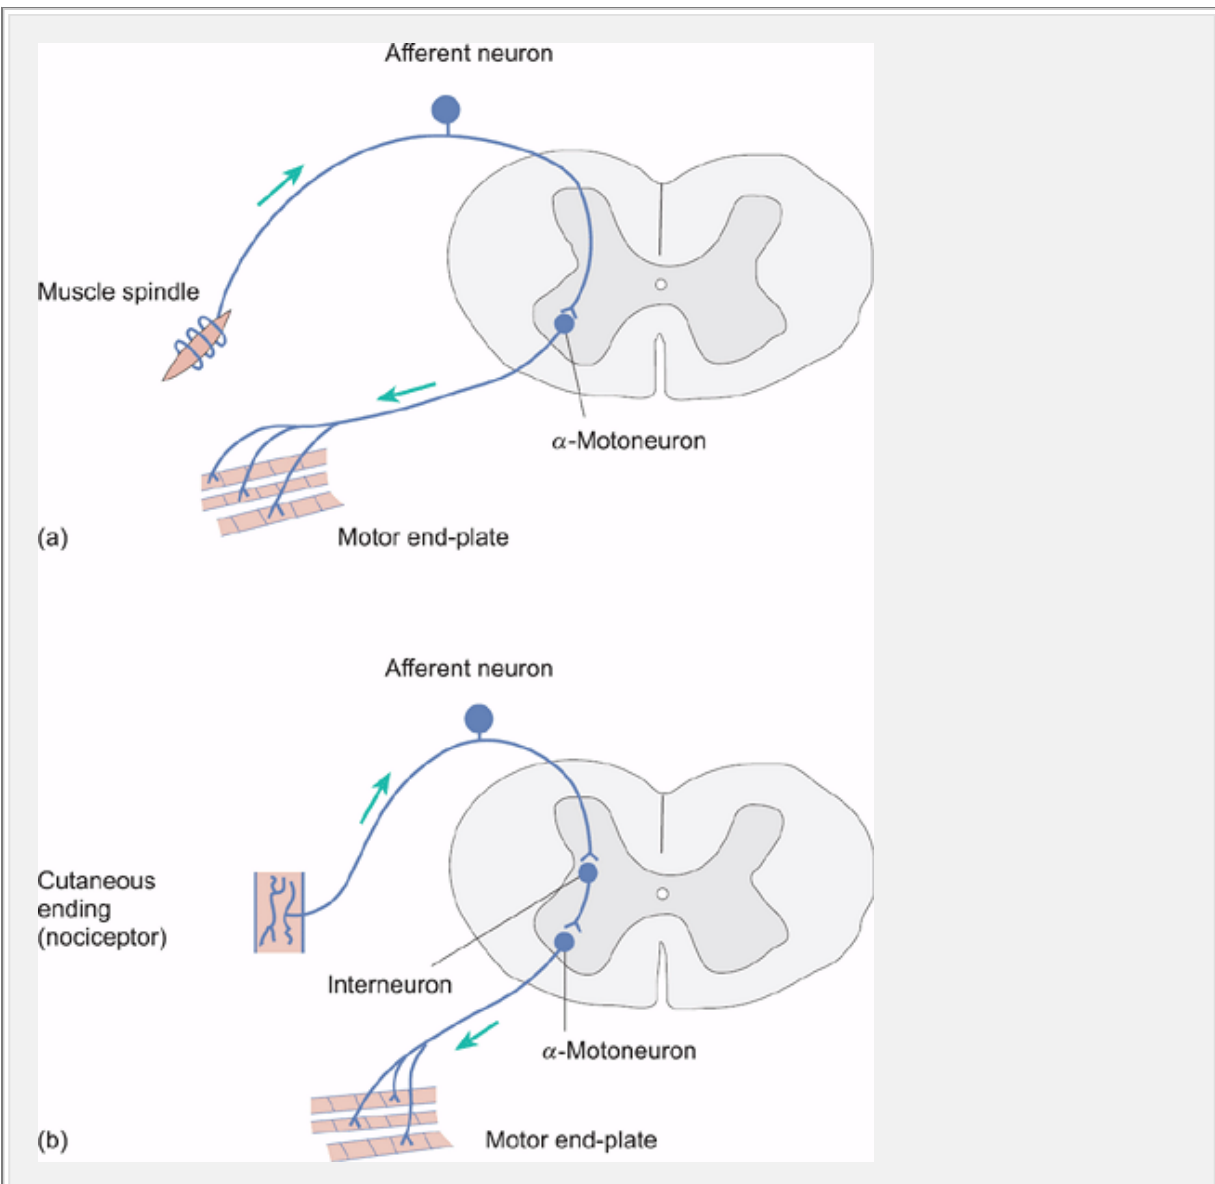 Afferent neuron
Muscle spindle
α-Motoneuron
(a)
Motor end-plate
Afferent neuron
Cutaneous
ending
(nociceptor)
Interneuron
α-Motoneuron
(b)
Motor end-plate